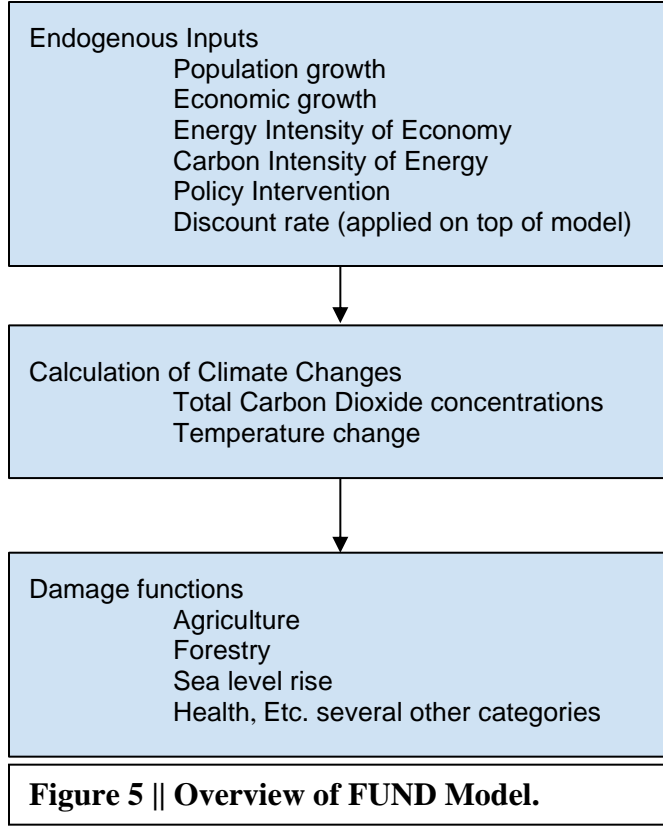 Endogenous Inputs
Population growth
Economic growth
Energy Intensity of Economy
Carbon Intensity of Energy
Policy Intervention
Discount rate (applied on top of model)
Calculation of Climate Changes
Total Carbon Dioxide concentrations
Temperature change
Damage functions
Agriculture
Forestry
Sea level rise
Health, Etc. several other categories
Figure 5 || Overview of FUND Model.